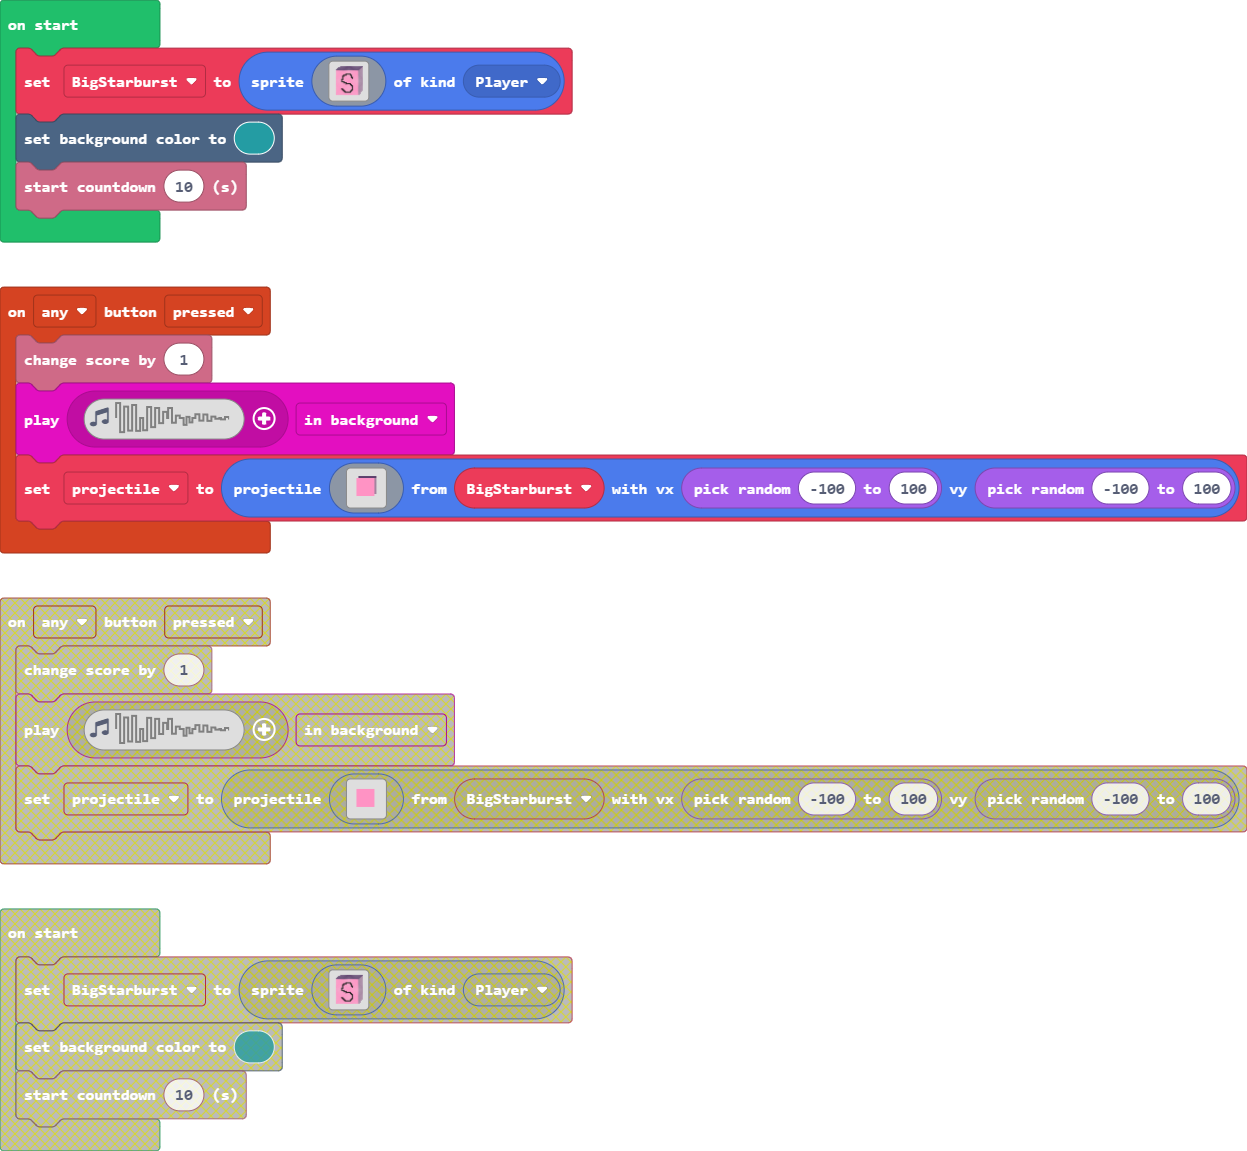 on start
set BigStarburst to sprite S of kind Player
set background color to
start countdown 10 (s)
on any button pressed
change score by 1
play in background
set projectile to projectile from BigStarburst with vx pick random -100 to 100 vy pick random -100 to 100
on any button pressed
change score by 1
play in background
set projectile to projectile from BigStarburst with vx pick random -100 to 100 vy pick random -100 to 100
on start
set BigStarburst to sprite S of kind Player
set background color to
start countdown 10 (s)